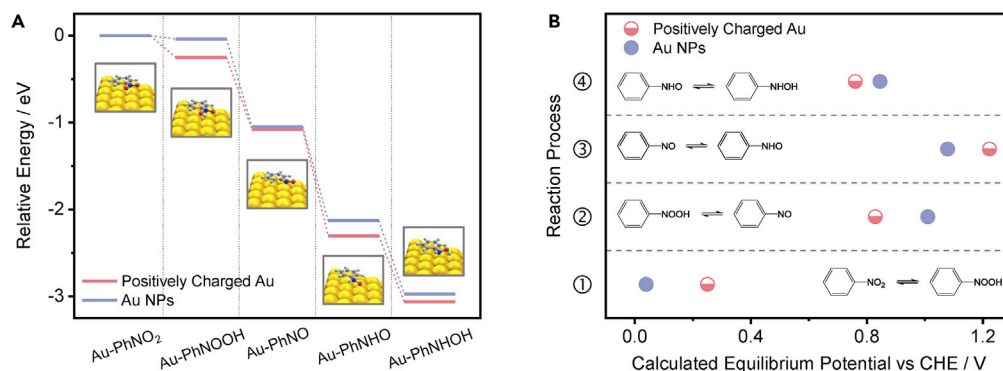 A
Relative Energy / eV
0
-1
-2
-3
Positively Charged Au
Au NPs
Au-PhNO₂
Au-PhNOOH
Au-PhNO
Au-PhNHO
Au-PhNHOH
B
Reaction Process
Positively Charged Au
Au NPs
④
NHO
NHOH
③
NO
NHO
②
NOOH
NO
①
NO₂
NOOH
0.0
0.4
0.8
1.2
Calculated Equilibrium Potential vs CHE / V